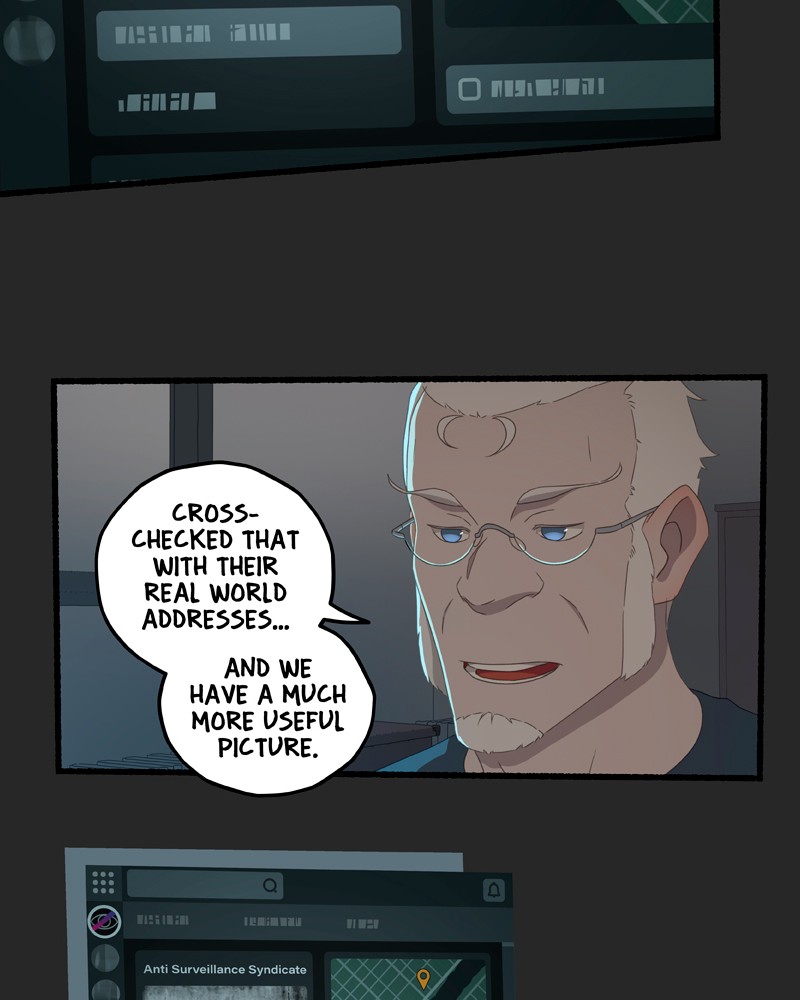 CROSS-
CHECKED THAT
WITH THEIR
REAL WORLD
ADDRESSES...
AND WE
HAVE A MUCH
MORE USEFUL
PICTURE.
Anti Surveillance Syndicate